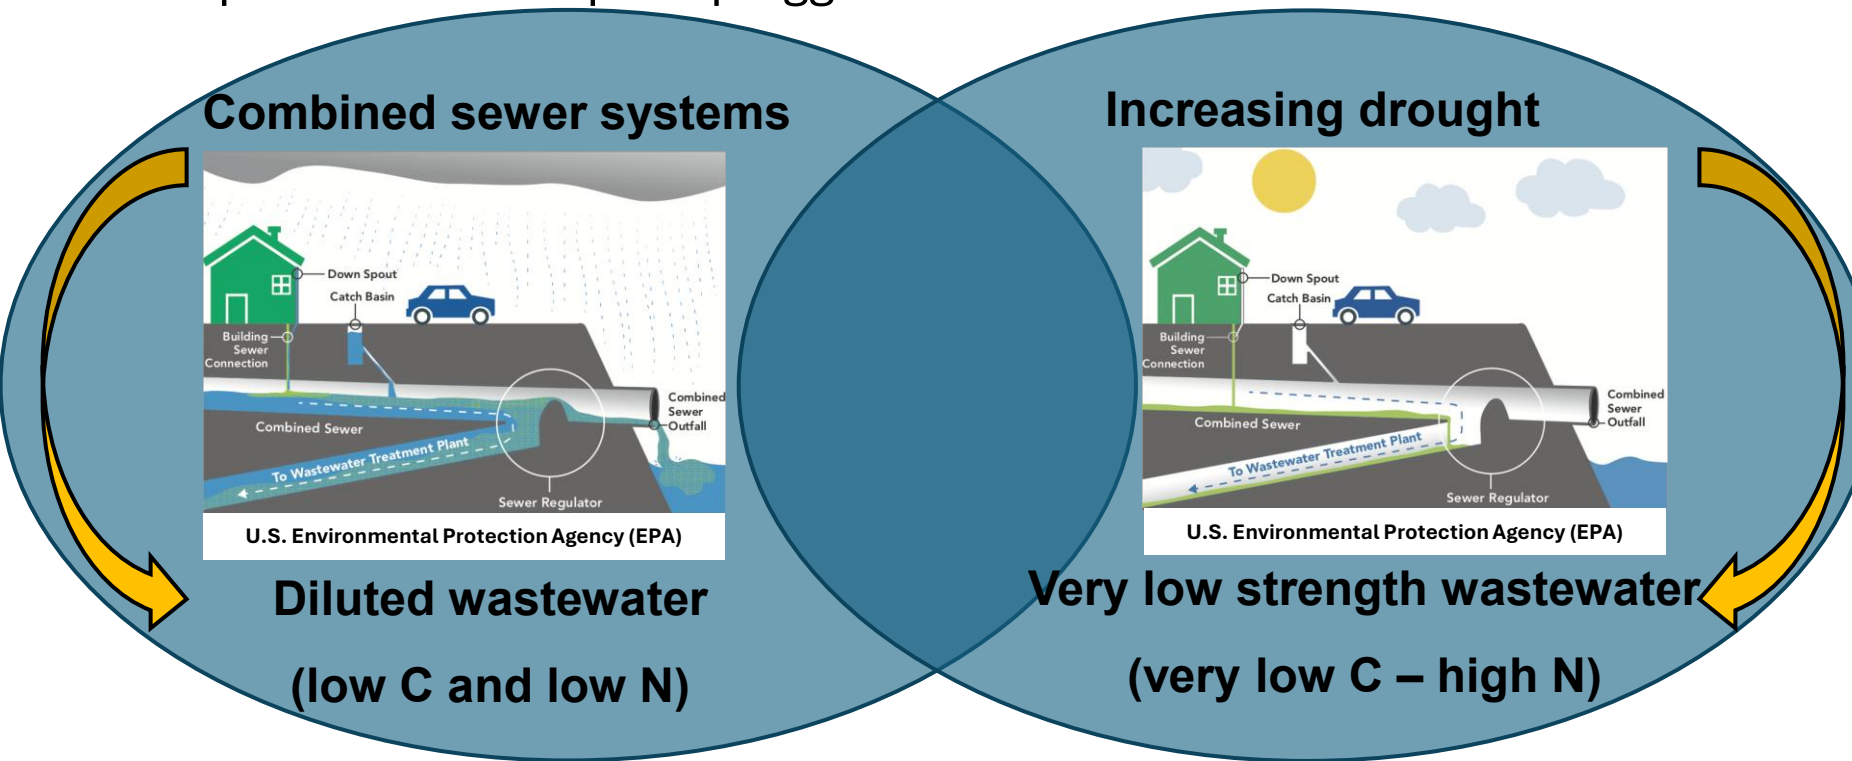 Combined sewer systems
Down Spout
Catch Basin
Building
Sewer
Connection
Combined Sewer
To Wastewater Treatment Plant
Combined
Sewer
Outfall
Sewer Regulator
U.S. Environmental Protection Agency (EPA)
Diluted wastewater
(low C and low N)
Increasing drought
Down Spout
Catch Basin
Building
Sewer
Connection
Combined Sewer
To Wastewater Treatment Plant
Combined
Sewer
Outfall
Sewer Regulator
U.S. Environmental Protection Agency (EPA)
Very low strength wastewater
(very low C – high N)